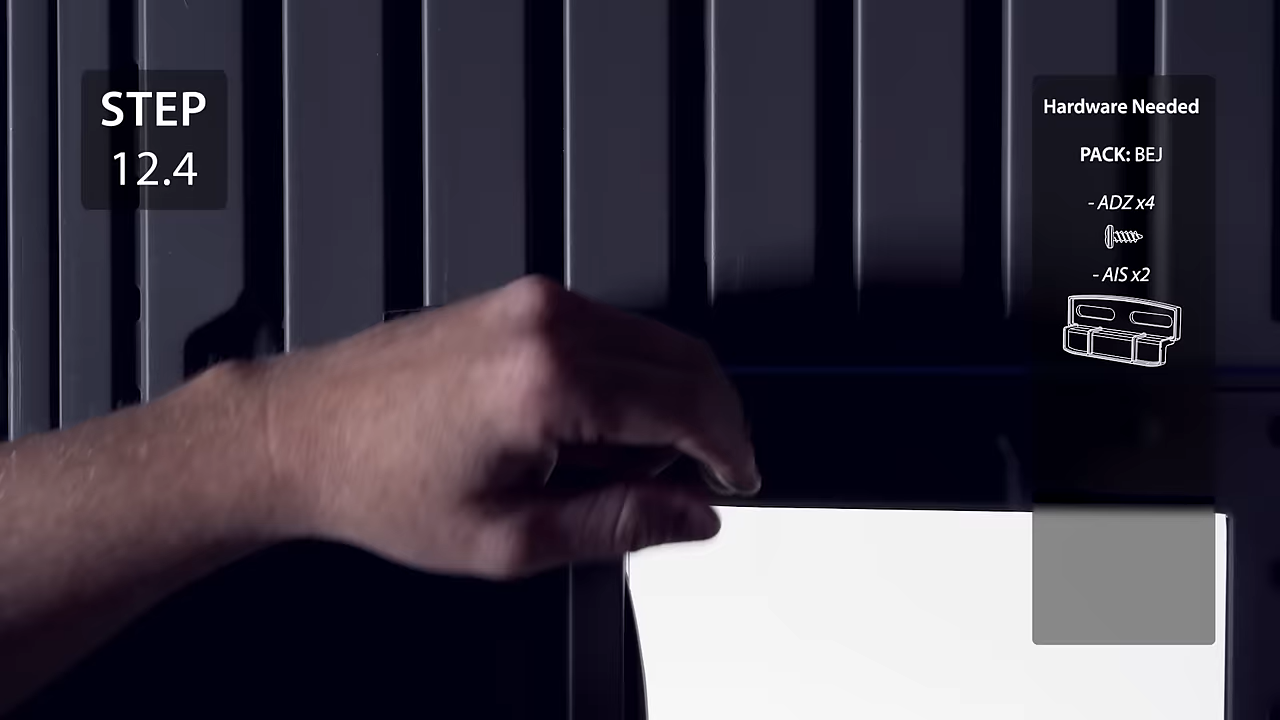 STEP
12.4
Hardware Needed
PACK: BEJ
- ADZ x4
- AIS x2